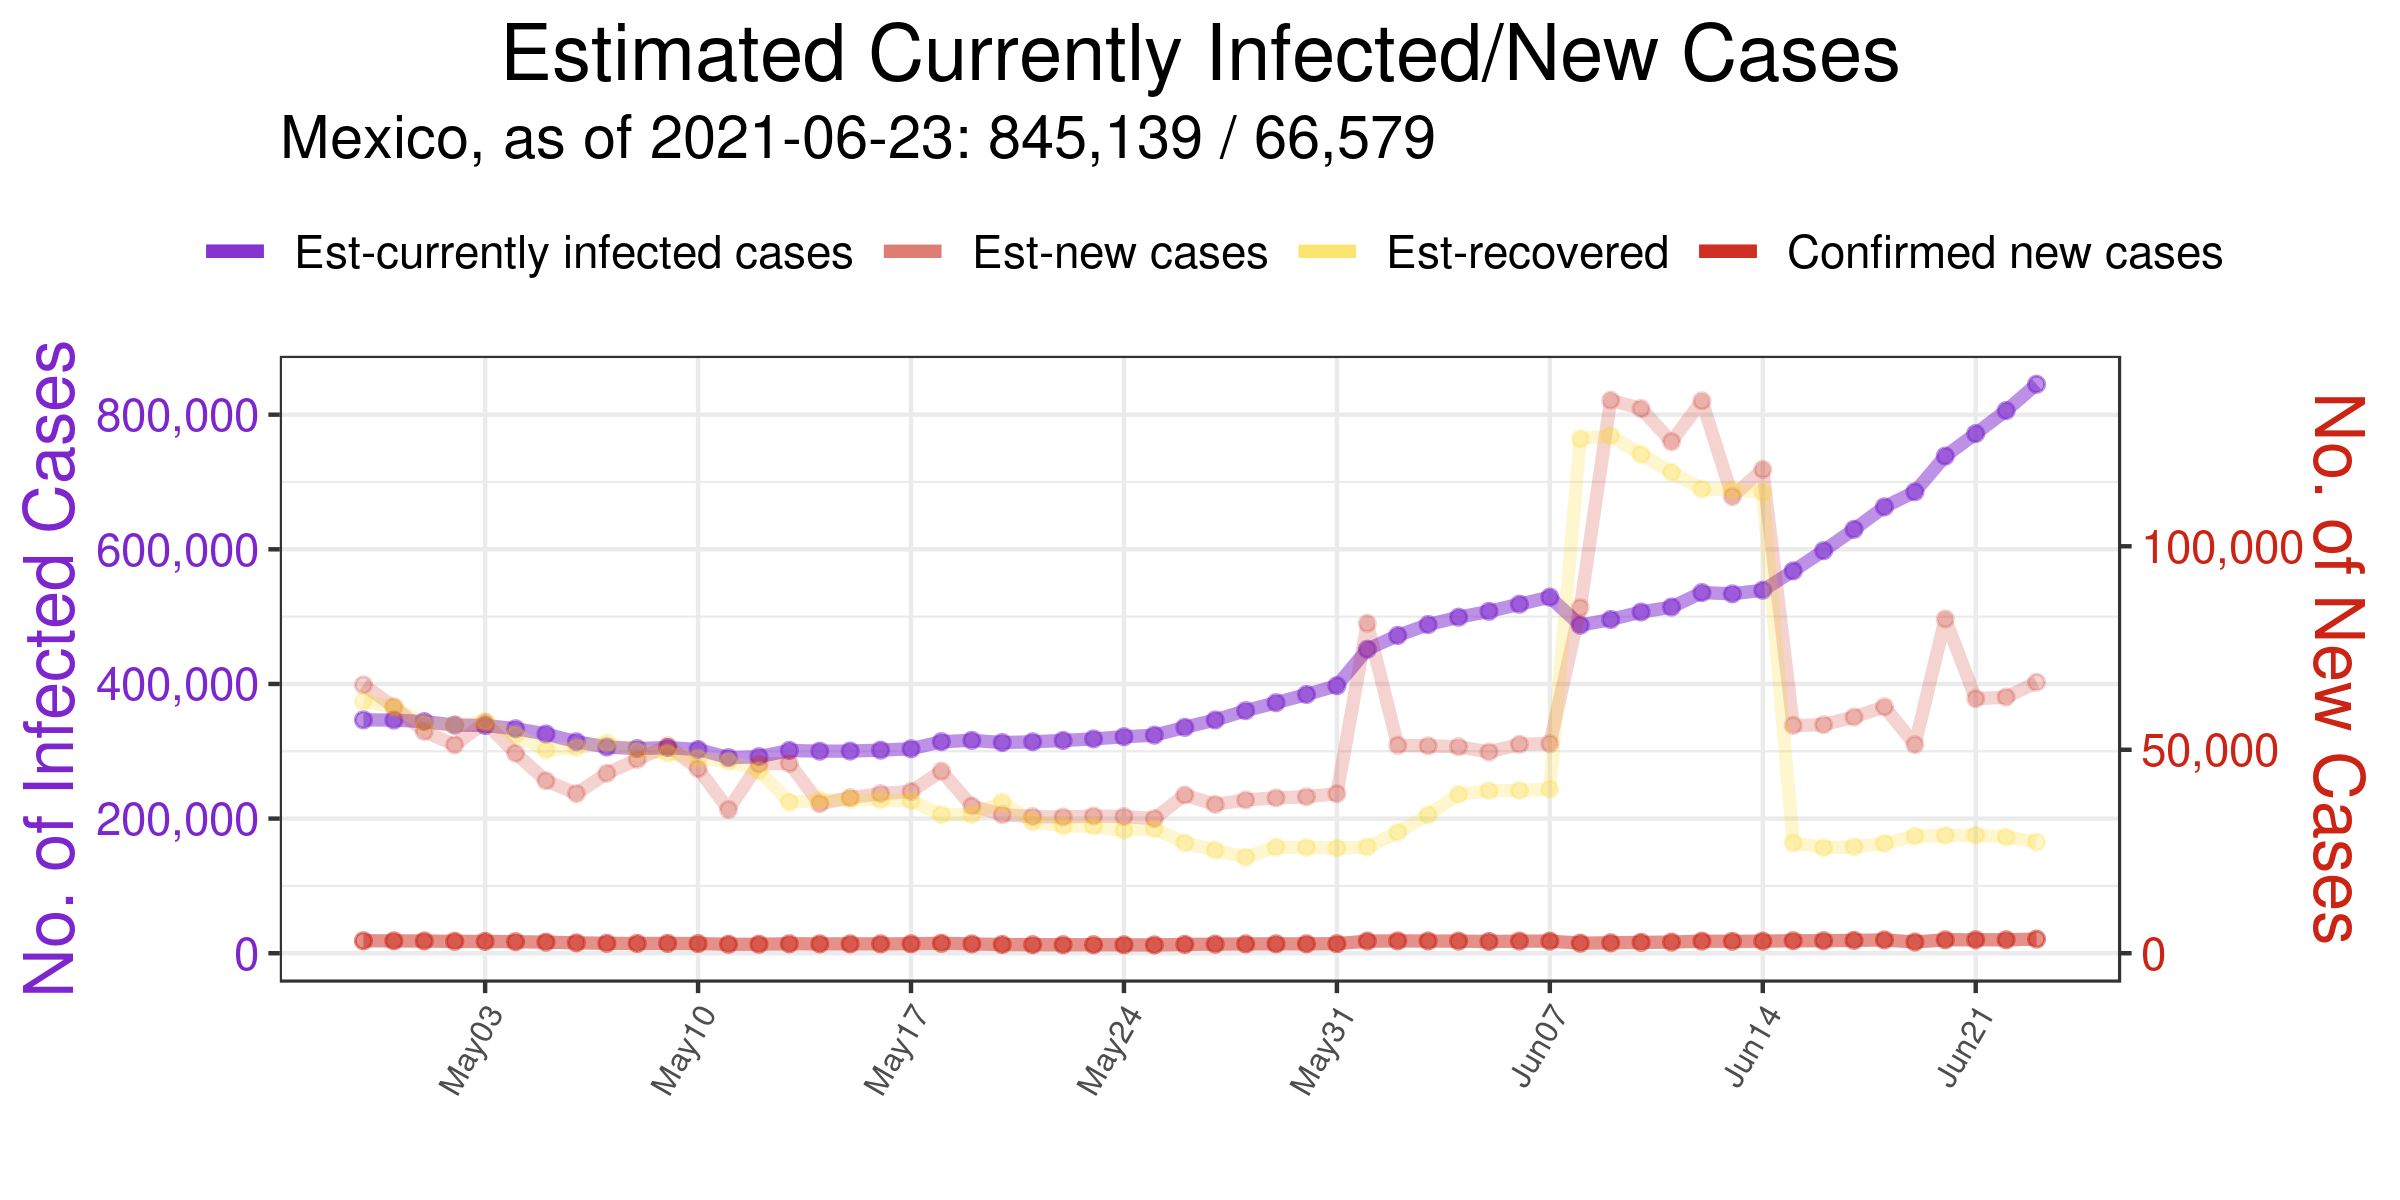 Estimated Currently Infected/New Cases
Mexico, as of 2021-06-23: 845,139 / 66,579
Est-currently infected cases Est-new cases Est-recovered Confirmed new cases
No. of Infected Cases
800,000
600,000
400,000
200,000
0
100,000
50,000
0
No. of New Cases
May03 May10 May17 May24 May31 Jun07 Jun14 Jun21